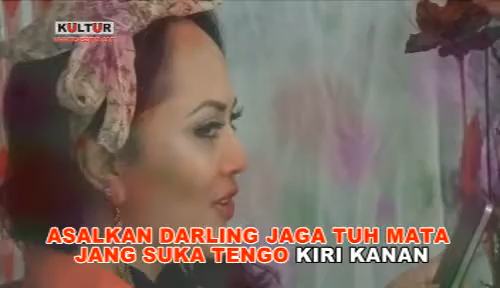 KULTUR
ASALKAN DARLING JAGA TUH MATA
JANG SUKA TENGO KIRI KANAN